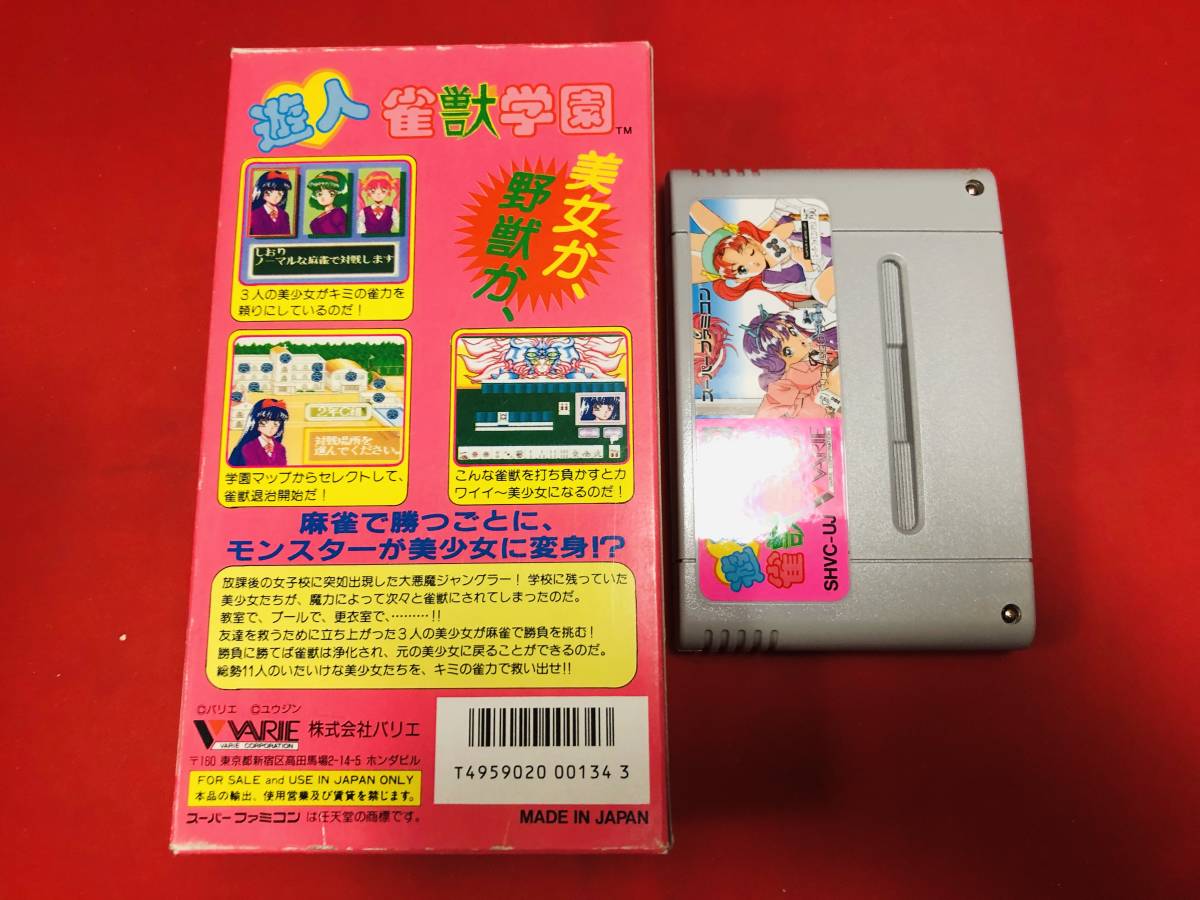 遊人 雀獣学園 TM
美女か、
野獣か、
しおり
ノーマルな麻雀で対戦します
3人の美少女がキミの雀力を
頼りにしているのだ!
対戦場所を
選んでください。
学園マップからセレクトして、
雀獣退治開始だ!
こんな雀獣を打ち負かすとカ
ワイイ〜美少女になるのだ!
麻雀で勝つごとに、
モンスターが美少女に変身!?
放課後の女子校に突如出現した大悪魔ジャングラー! 学校に残っていた
美少女たちが、魔力によって次々と雀獣にされてしまったのだ。
教室で、プールで、更衣室で、………!!
友達を救うために立ち上がった3人の美少女が麻雀で勝負を挑む!
勝負に勝てば雀獣は浄化され、元の美少女に戻ることができるのだ。
総勢11人のいたいけな美少女たちを、キミの雀力で救い出せ!!
©バリエ ©ユウジン
VARIE 株式会社バリエ
VARIE CORPORATION
〒160 東京都新宿区高田馬場2-14-5 ホンダビル
FOR SALE and USE IN JAPAN ONLY
本品の輸出、使用営業及び賃貸を禁じます。
スーパーファミコン は任天堂の商標です。
T4959020 00134 3
MADE IN JAPAN
スーパーファミコン
遊人
雀獣
VARIE
SHVC-UJ